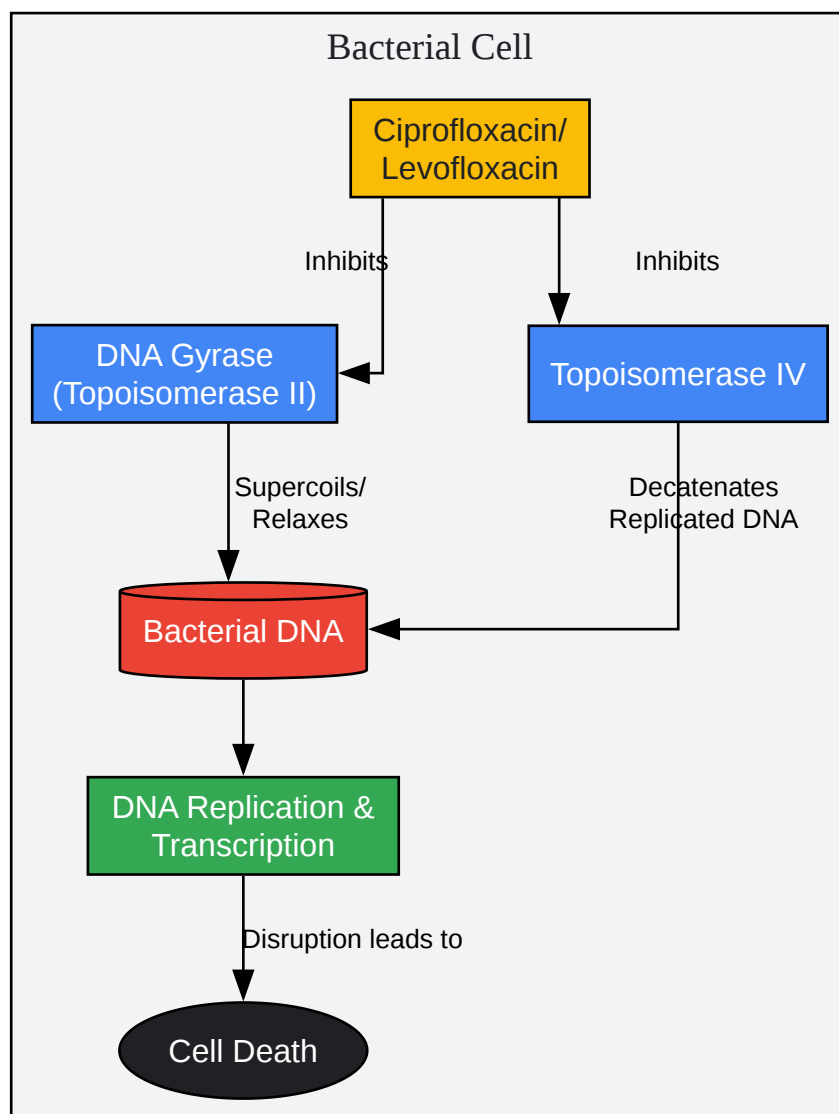 Bacterial Cell
Ciprofloxacin/
Levofloxacin
Inhibits
Inhibits
DNA Gyrase
(Topoisomerase II)
Topoisomerase IV
Supercoils/
Relaxes
Decatenates
Replicated DNA
Bacterial DNA
DNA Replication &
Transcription
Disruption leads to
Cell Death